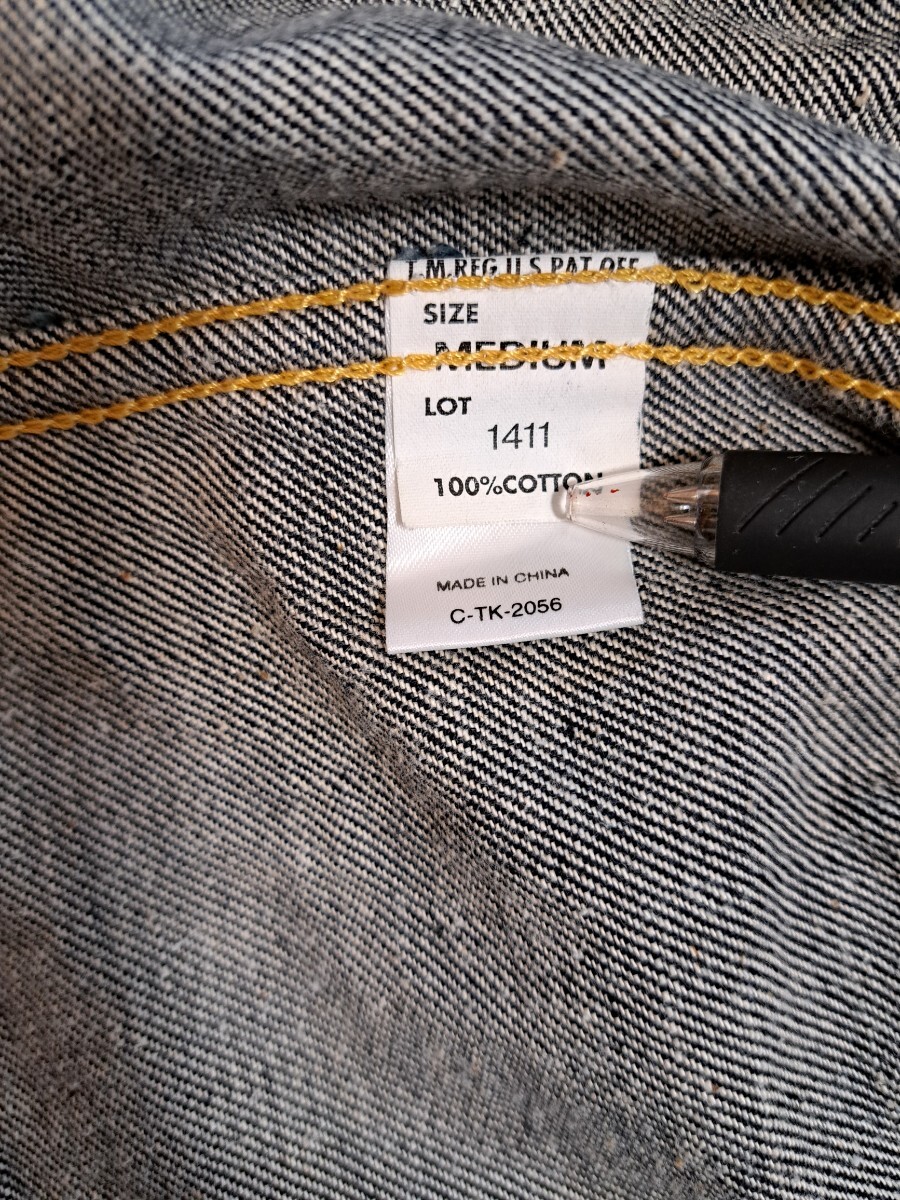 T.M.REG U.S PAT OFF
SIZE
MEDIUM
LOT
1411
100%COTTON
MADE IN CHINA
C-TK-2056